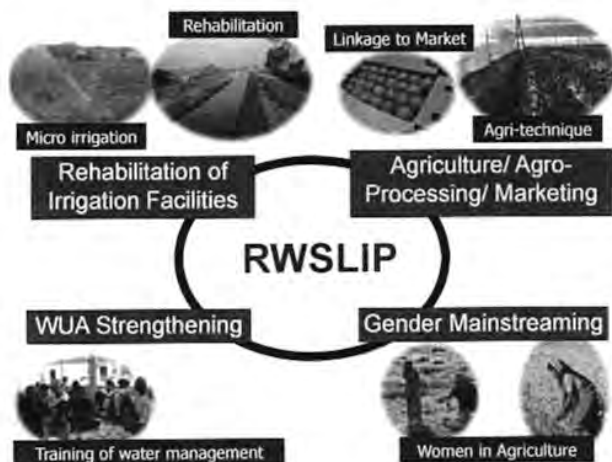 Rehabilitation
Linkage to Market
Micro irrigation
Agri-technique
Rehabilitation of
Irrigation Facilities
Agriculture/ Agro-
Processing/ Marketing
RWSLIP
WUA Strengthening
Gender Mainstreaming
Training of water management
Women in Agriculture